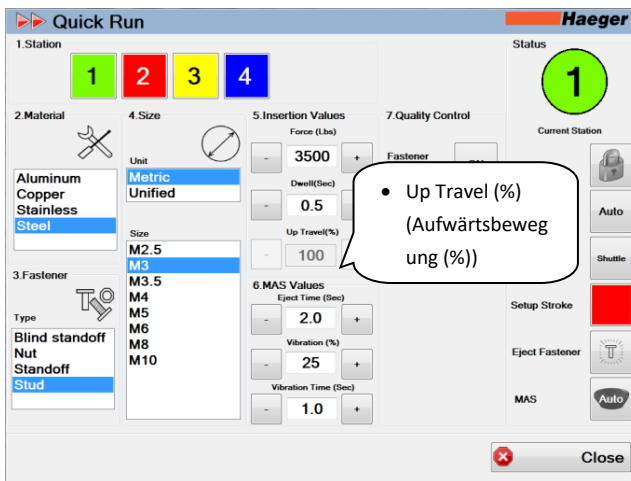 Quick Run
Haeger
1.Station
1
2
3
4
Status
1
Current Station
2.Material
Aluminum
Copper
Stainless
Steel
3.Fastener
Type
Blind standoff
Nut
Standoff
Stud
4.Size
Unit
Metric
Unified
Size
M2.5
M3
M3.5
M4
M5
M6
M8
M10
5.Insertion Values
Force (Lbs)
- 3500 +
Dwell(Sec)
- 0.5
Up Travel(%)
- 100
6.MAS Values
Eject Time (Sec)
- 2.0 +
Vibration (%)
- 25 +
Vibration Time (Sec)
- 1.0 +
7.Quality Control
Fastener
• Up Travel (%)
(Aufwärtsbeweg
ung (%))
Auto
Shuttle
Setup Stroke
Eject Fastener
MAS
Auto
Close